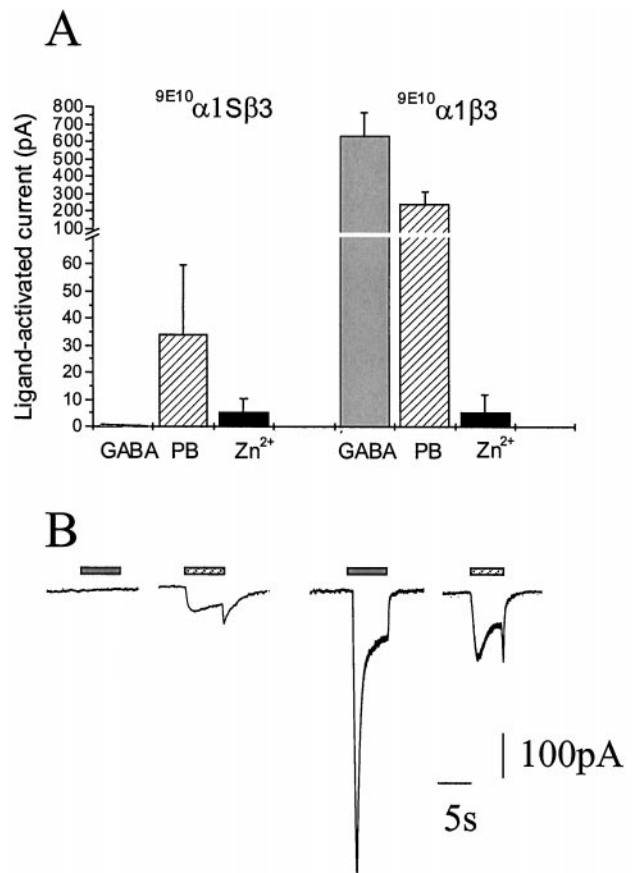 A
9E10α1Sβ3
9E10α1β3
Ligand-activated current (pA)
800
700
600
500
400
300
200
100
60
50
40
30
20
10
0
GABA PB Zn2+ GABA PB Zn2+
B
100pA
5s